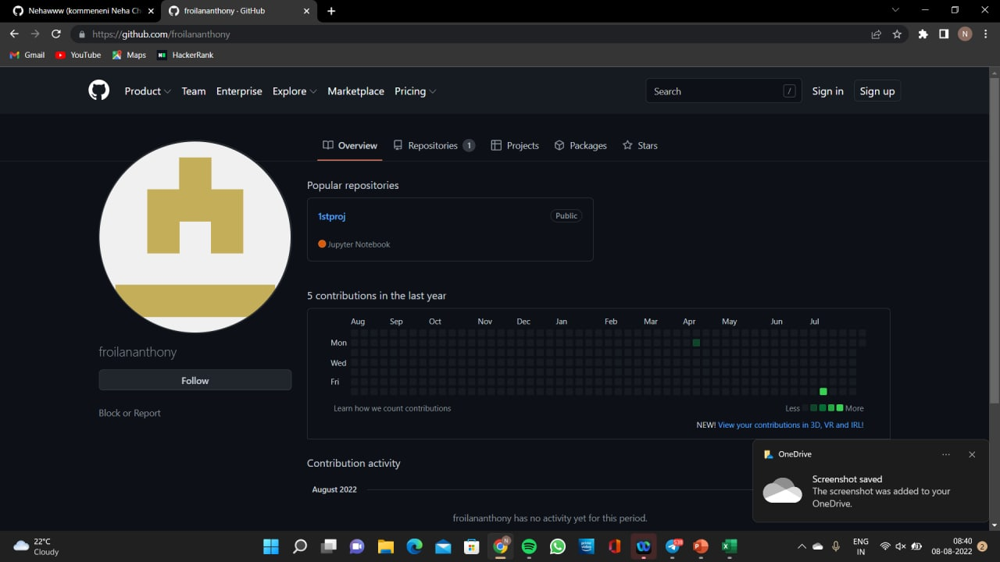 Nehawww (kommeneni Neha Ch
froilananthony · GitHub
https://github.com/froilananthony
N
Gmail YouTube Maps HackerRank
Product Team Enterprise Explore Marketplace Pricing Search / Sign in Sign up
Overview Repositories 1 Projects Packages Stars
Popular repositories
1stproj Public
Jupyter Notebook
5 contributions in the last year
Aug Sep Oct Nov Dec Jan Feb Mar Apr May Jun Jul
Mon
Wed
Fri
Learn how we count contributions Less More
NEW! View your contributions in 3D, VR and IRL!
froilananthony
Follow
Block or Report
Contribution activity
August 2022
froilananthony has no activity yet for this period.
OneDrive
Screenshot saved
The screenshot was added to your
OneDrive.
22°C
Cloudy
N
prime video
ENG
IN
08:40
08-08-2022
2